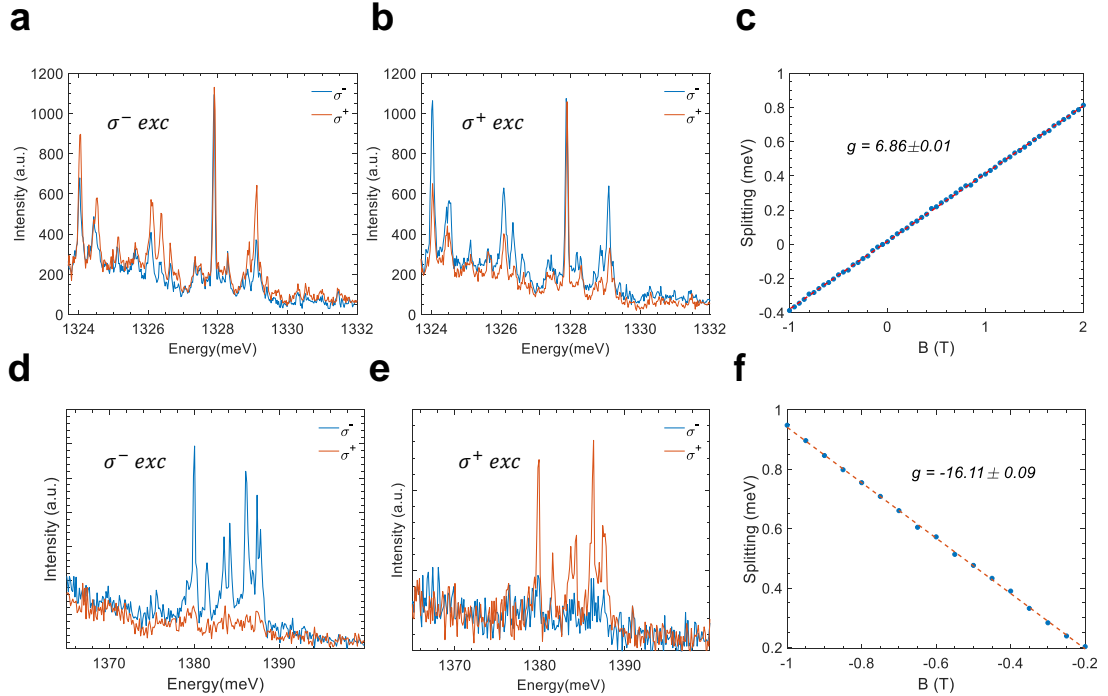 a
b
c
1200
1000
800
600
400
200
0
1324
1326
1328
1330
1332
Intensity (a.u.)
Energy(meV)
σ⁻ exc
σ⁻
σ⁺
1200
1000
800
600
400
200
0
1324
1326
1328
1330
1332
Intensity (a.u.)
Energy(meV)
σ⁺ exc
σ⁻
σ⁺
1
0.8
0.6
0.4
0.2
0
-0.2
-0.4
-1
0
1
2
Splitting (meV)
B (T)
g = 6.86±0.01
d
e
f
Intensity (a.u.)
σ⁻ exc
σ⁻
σ⁺
1370
1380
1390
Energy(meV)
Intensity (a.u.)
σ⁺ exc
σ⁻
σ⁺
1370
1380
1391
Energy(meV)
1
0.8
0.6
0.4
0.2
-1
-0.8
-0.6
-0.4
-0.2
Splitting (meV)
B (T)
g = -16.11± 0.09